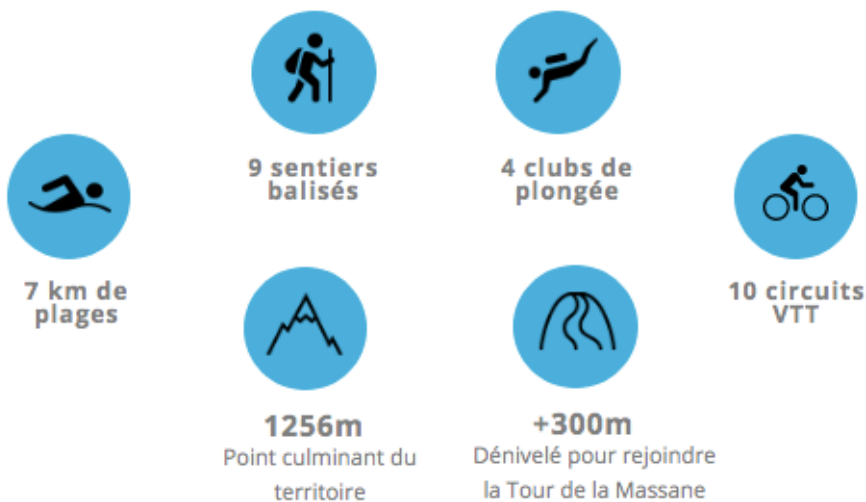 9 sentiers
balisés
4 clubs de
plongée
7 km de
plages
10 circuits
VTT
1256m
Point culminant du
territoire
+300m
Dénivelé pour rejoindre
la Tour de la Massane